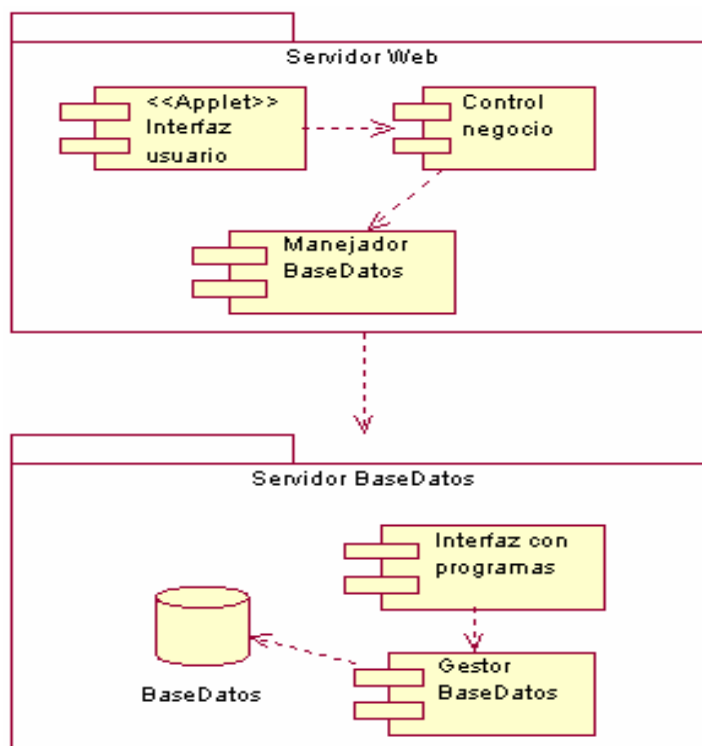 Servidor Web
<<Applet>>
Interfaz
usuario
Control
negocio
Manejador
BaseDatos
Servidor BaseDatos
Interfaz con
programas
Gestor
BaseDatos
BaseDatos